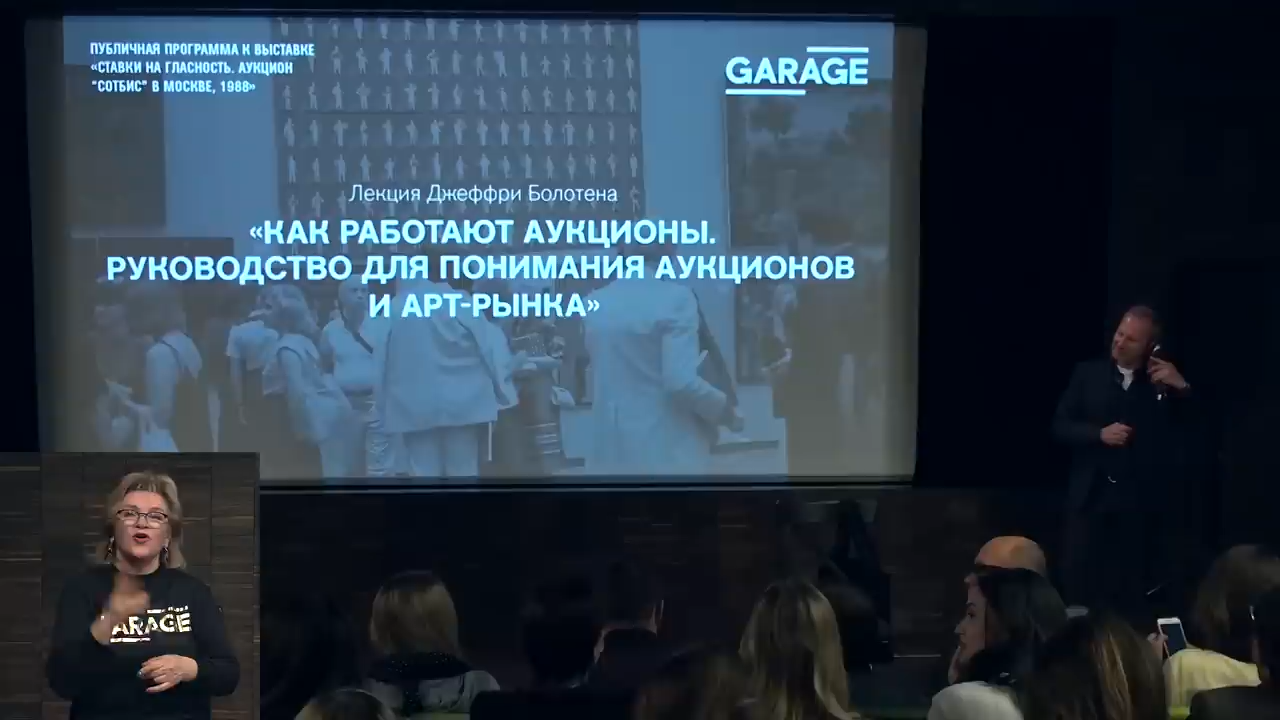 ПУБЛИЧНАЯ ПРОГРАММА К ВЫСТАВКЕ
«СТАВКИ НА ГЛАСНОСТЬ. АУКЦИОН
"СОТБИС" В МОСКВЕ, 1988»
GARAGE
Лекция Джеффри Болотена
«КАК РАБОТАЮТ АУКЦИОНЫ.
РУКОВОДСТВО ДЛЯ ПОНИМАНИЯ АУКЦИОНОВ
И АРТ-РЫНКА»
GARAGE